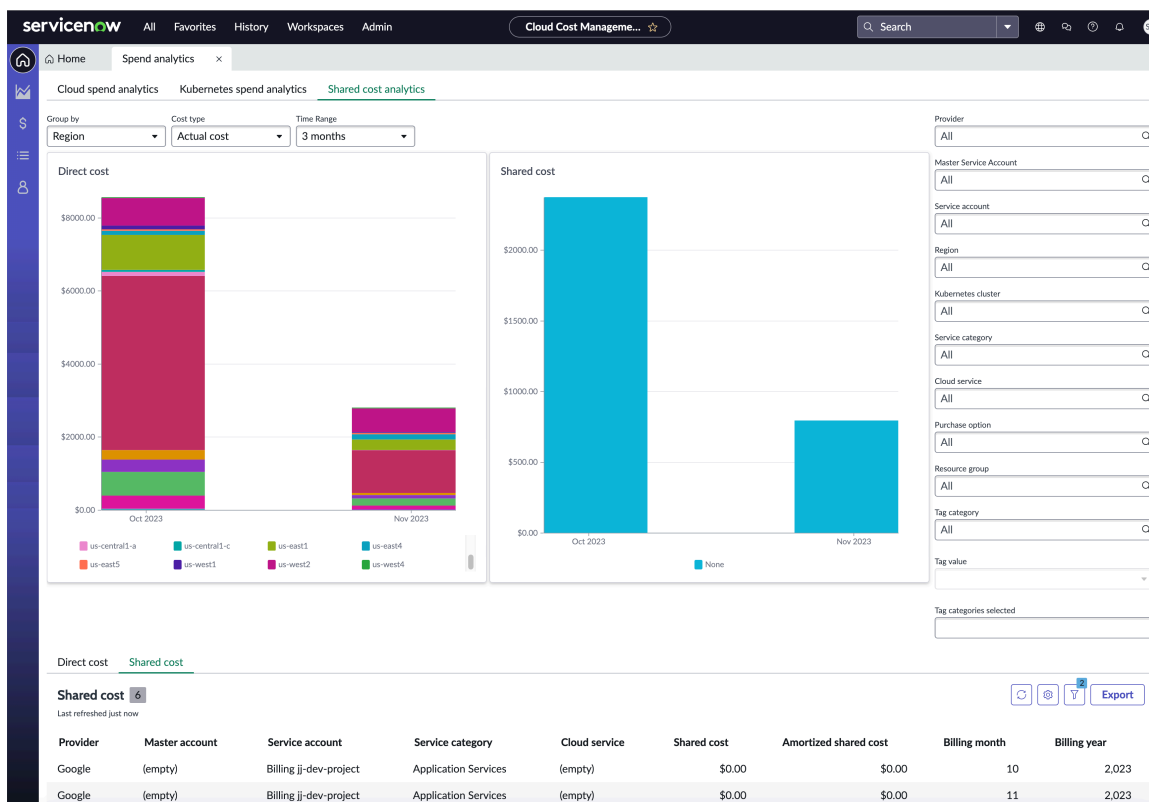 servicenow All Favorites History Workspaces Admin Cloud Cost Manageme... Search
Home Spend analytics ×
Cloud spend analytics Kubernetes spend analytics Shared cost analytics
Group by Cost type Time Range
Region Actual cost 3 months
Direct cost
$8000.00
$6000.00
$4000.00
$2000.00
$0.00
Oct 2023 Nov 2023
us-central1-a us-central1-c us-east1 us-east4
us-east5 us-west1 us-west2 us-west4
Shared cost
$2000.00
$1500.00
$1000.00
$500.00
$0.00
Oct 2023 Nov 2023
None
Provider
All
Master Service Account
All
Service account
All
Region
All
Kubernetes cluster
All
Service category
All
Cloud service
All
Purchase option
All
Resource group
All
Tag category
All
Tag value
Tag categories selected
Direct cost Shared cost
Shared cost 6 2 Export
Last refreshed just now
Provider Master account Service account Service category Cloud service Shared cost Amortized shared cost Billing month Billing year
Google (empty) Billing jj-dev-project Application Services (empty) $0.00 $0.00 10 2,023
Google (empty) Billing jj-dev-project Application Services (empty) $0.00 $0.00 11 2,023